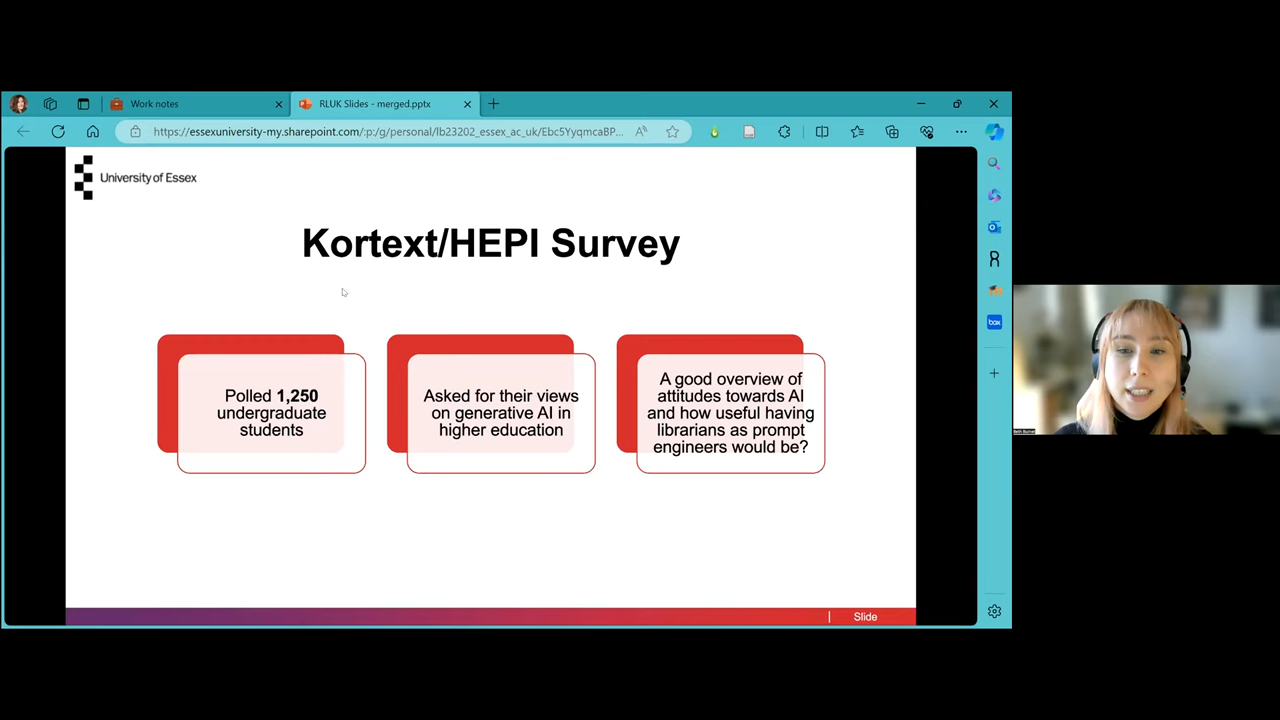 Work notes
RLUK Slides - merged.pptx
https://essexuniversity-my.sharepoint.com/:p:/g/personal/lb23202_essex_ac_uk/Ebc5YyqmcaBP...
University of Essex
Kortext/HEPI Survey
Polled 1,250
undergraduate
students
Asked for their views
on generative AI in
higher education
A good overview of
attitudes towards AI
and how useful having
librarians as prompt
engineers would be?
Slide
box